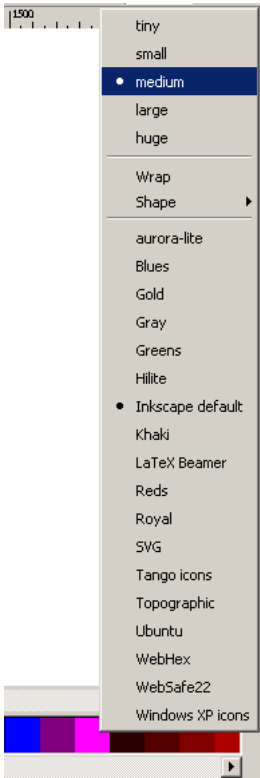 1500
tiny
small
medium
large
huge
Wrap
Shape
aurora-lite
Blues
Gold
Gray
Greens
Hilite
Inkscape default
Khaki
LaTeX Beamer
Reds
Royal
SVG
Tango icons
Topographic
Ubuntu
WebHex
WebSafe22
Windows XP icons